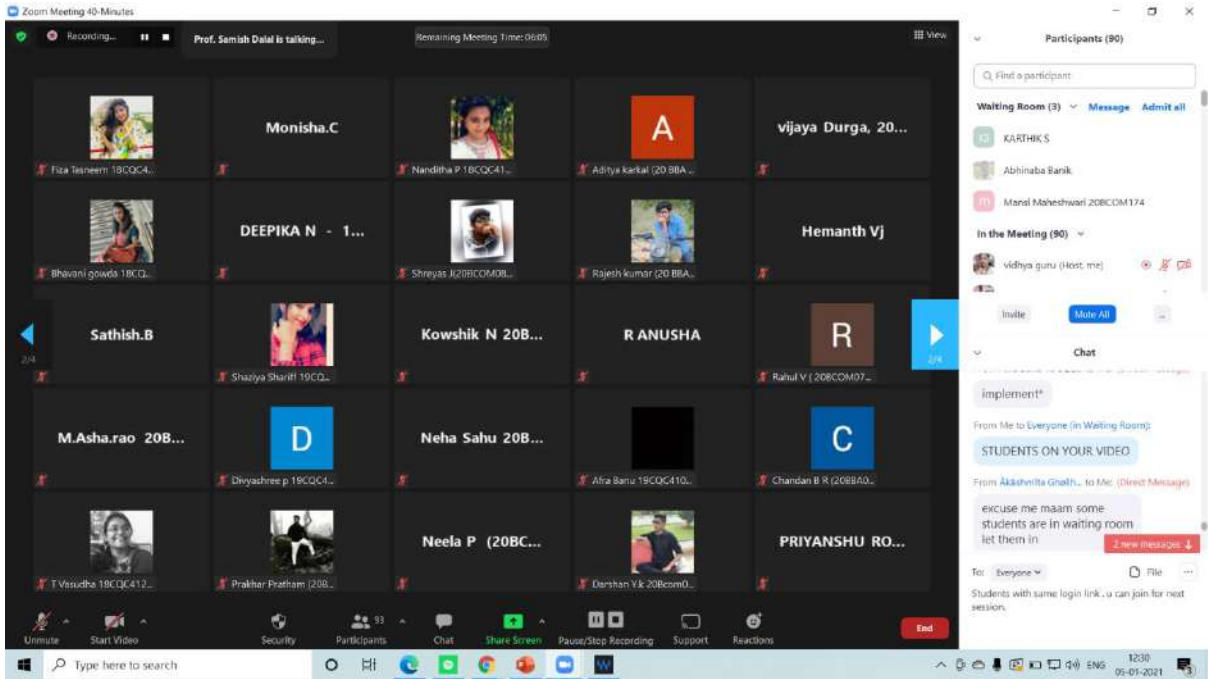 Zoom Meeting 40-Minutes
Recording...
Prof. Samish Dalal is talking...
Remaining Meeting Time: 06:05
View
Fiza Tasneem 18CQC4...
Monisha.C
Nanditha P 18CQC41...
A
Aditya karkal (20 BBA ...
vijaya Durga, 20...
Bhavani gowda 18CQ...
DEEPIKA N - 1...
Shreyas J(20BCOM08...
Rajesh kumar (20 BBA...
Hemanth Vj
2/4
Sathish.B
Shaziya Shariff 19CQ...
Kowshik N 20B...
R ANUSHA
R
Rahul V ( 20BCOM07...
2/4
M.Asha.rao 20B...
D
Divyashree p 19CQC4...
Neha Sahu 20B...
Afra Banu 19CQC410...
C
Chandan B R (20BBA0...
T Vasudha 18CQC412...
Prakhar Pratham (20B...
Neela P (20BC...
Darshan Y.k 20Bcom0...
PRIYANSHU RO...
Unmute
Start Video
Security
93
Participants
Chat
Share Screen
Pause/Stop Recording
Support
Reactions
End
Participants (90)
Find a participant
Waiting Room (3) Message Admit all
KS KARTHIK S
Abhinaba Banik
m Mansi Maheshwari 20BCOM174
In the Meeting (90)
vidhya guru (Host, me)
Invite
Mute All
...
Chat
implement*
From Me to Everyone (in Waiting Room):
STUDENTS ON YOUR VIDEO
to Me: (Direct Message)
excuse me maam some
students are in waiting room
let them in
2 new messages
To: Everyone
File
...
Students with same login link . u can join for next
session.
Type here to search
ENG
12:30
05-01-2021
3